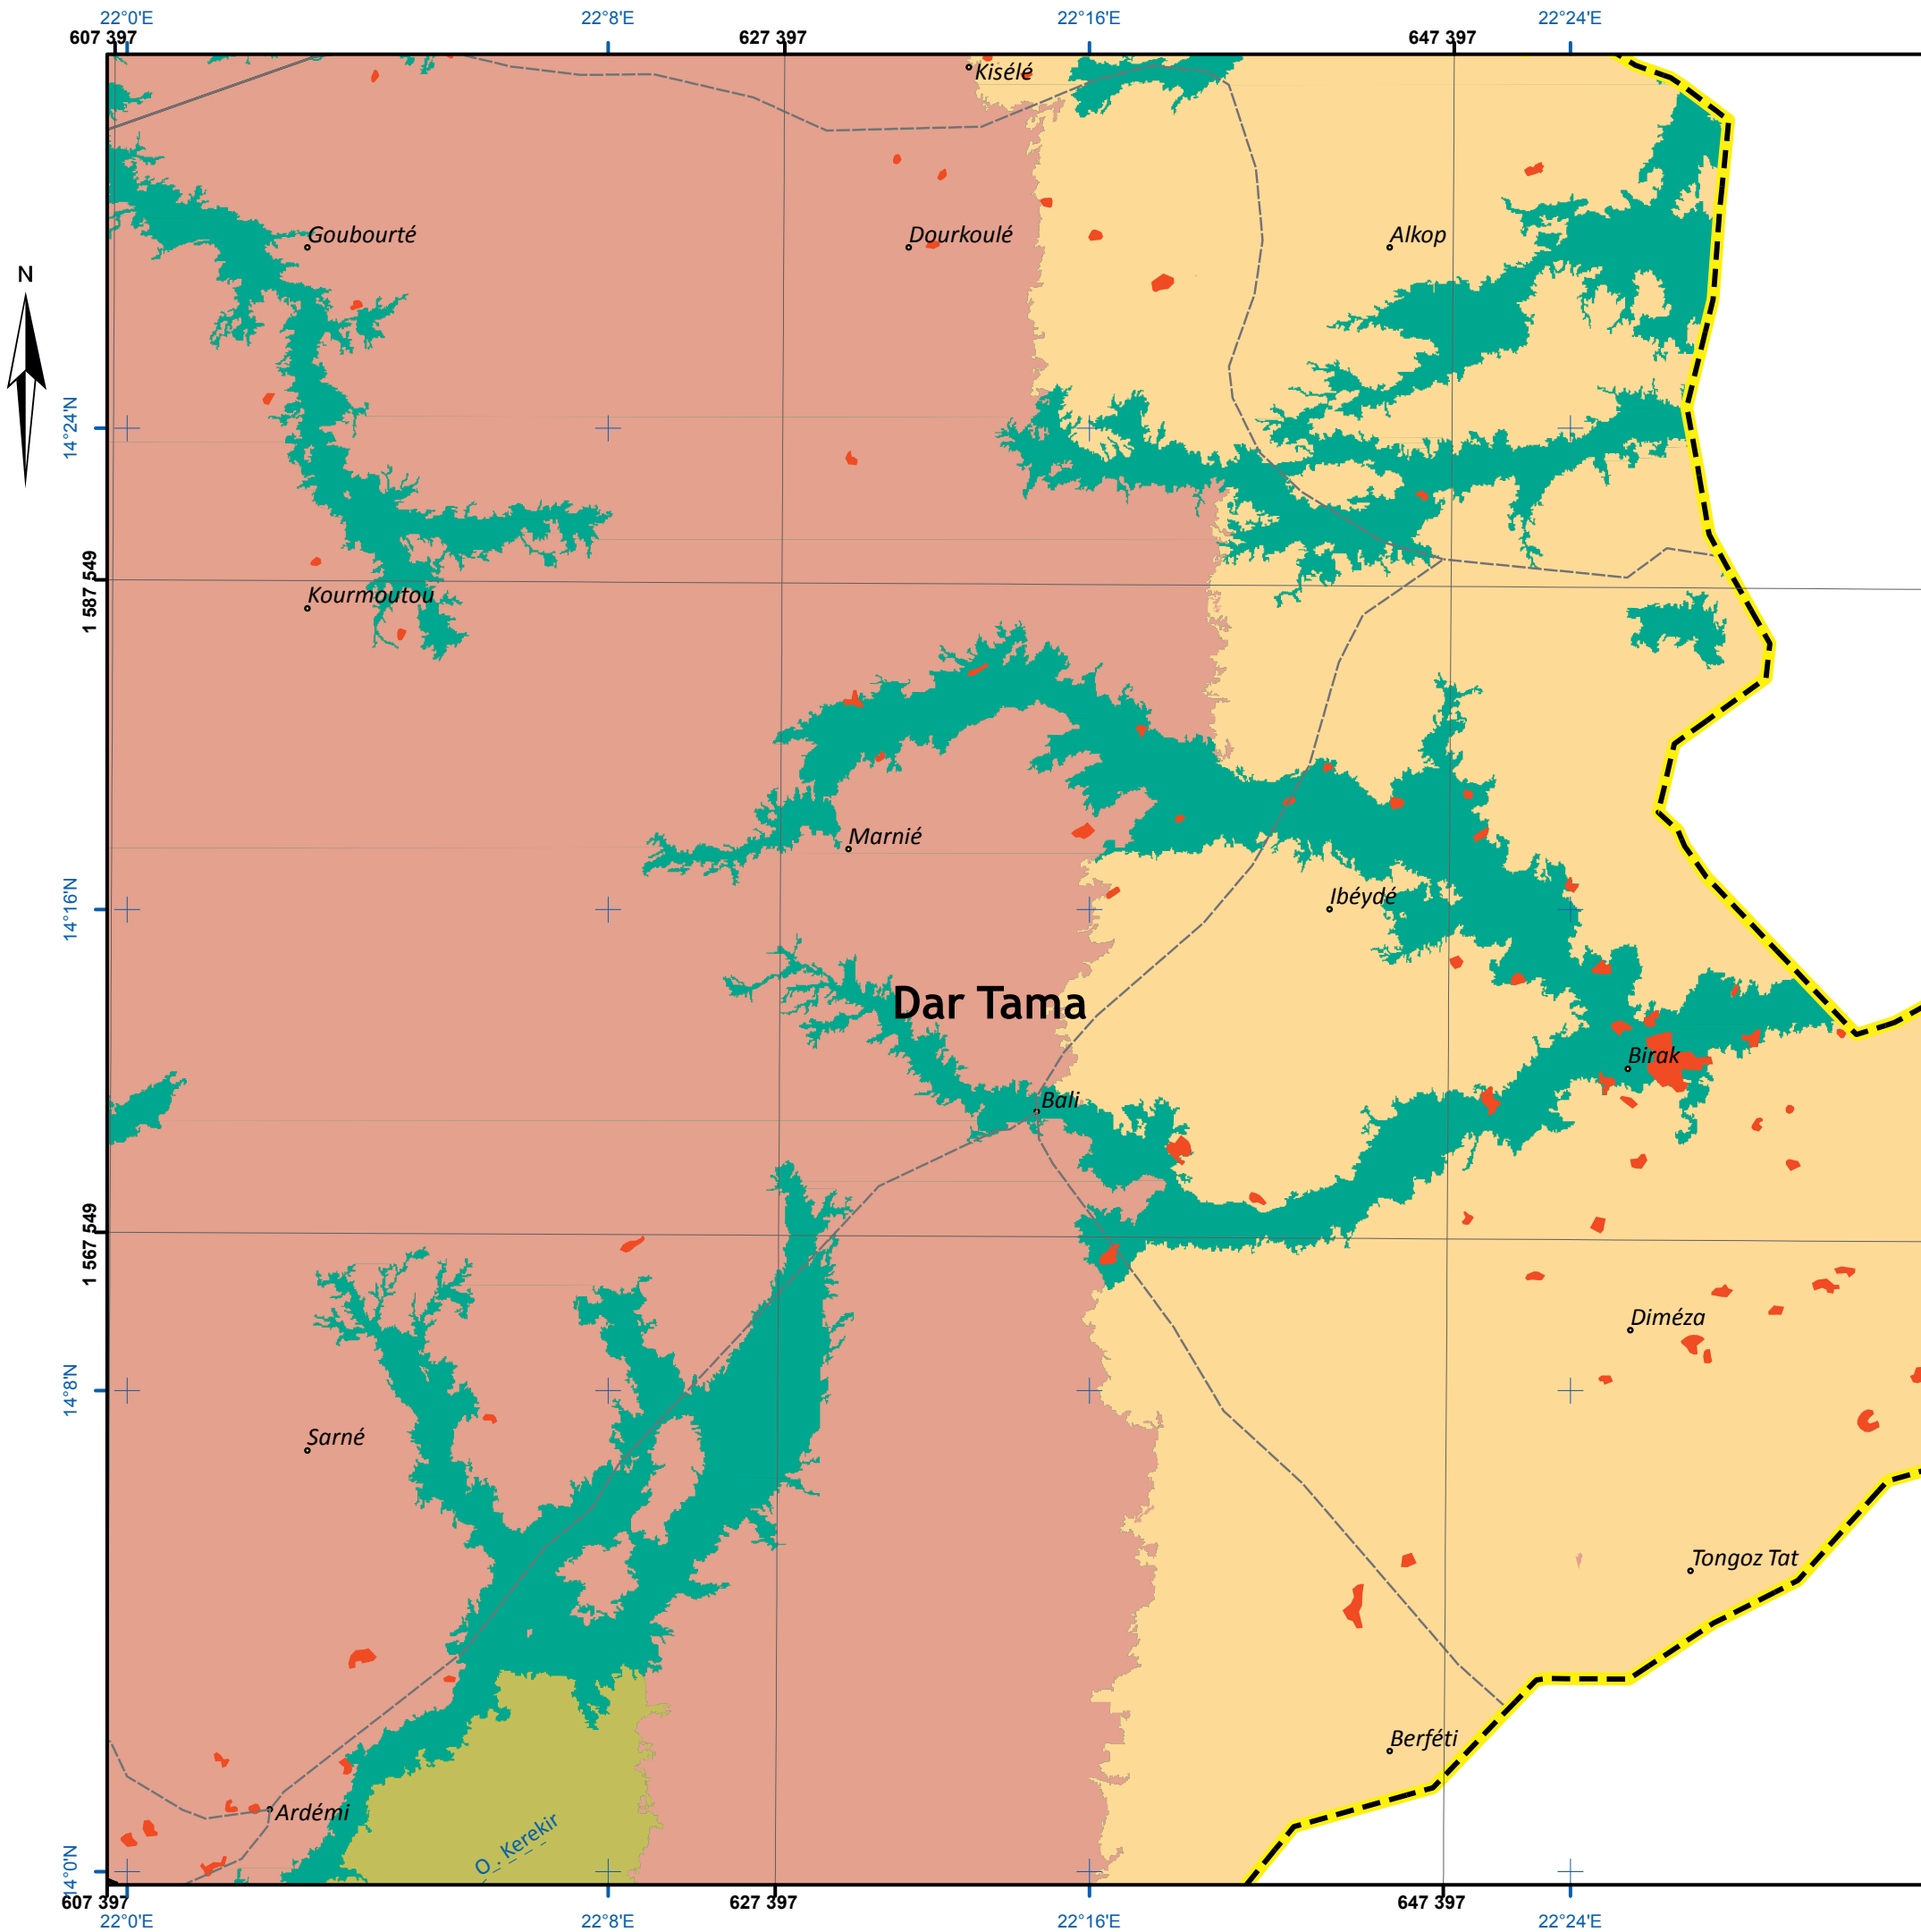 22°0'E 22°8'E 22°16'E 22°24'E
607 397 627 397 647 397
Kisélé
Goubourté Dourkoulé Alkop
N
14°24'N
1 587 549
Kourmoutou
Marnié
14°16'N
Ibéydé
Dar Tama
Birak
Bali
1 567 549
Diméza
14°8'N
Sarné
Tongoz Tat
Berféti
Ardémi
O. Kerekir
14°0'N
607 397 627 397 647 397
22°0'E 22°8'E 22°16'E 22°24'E